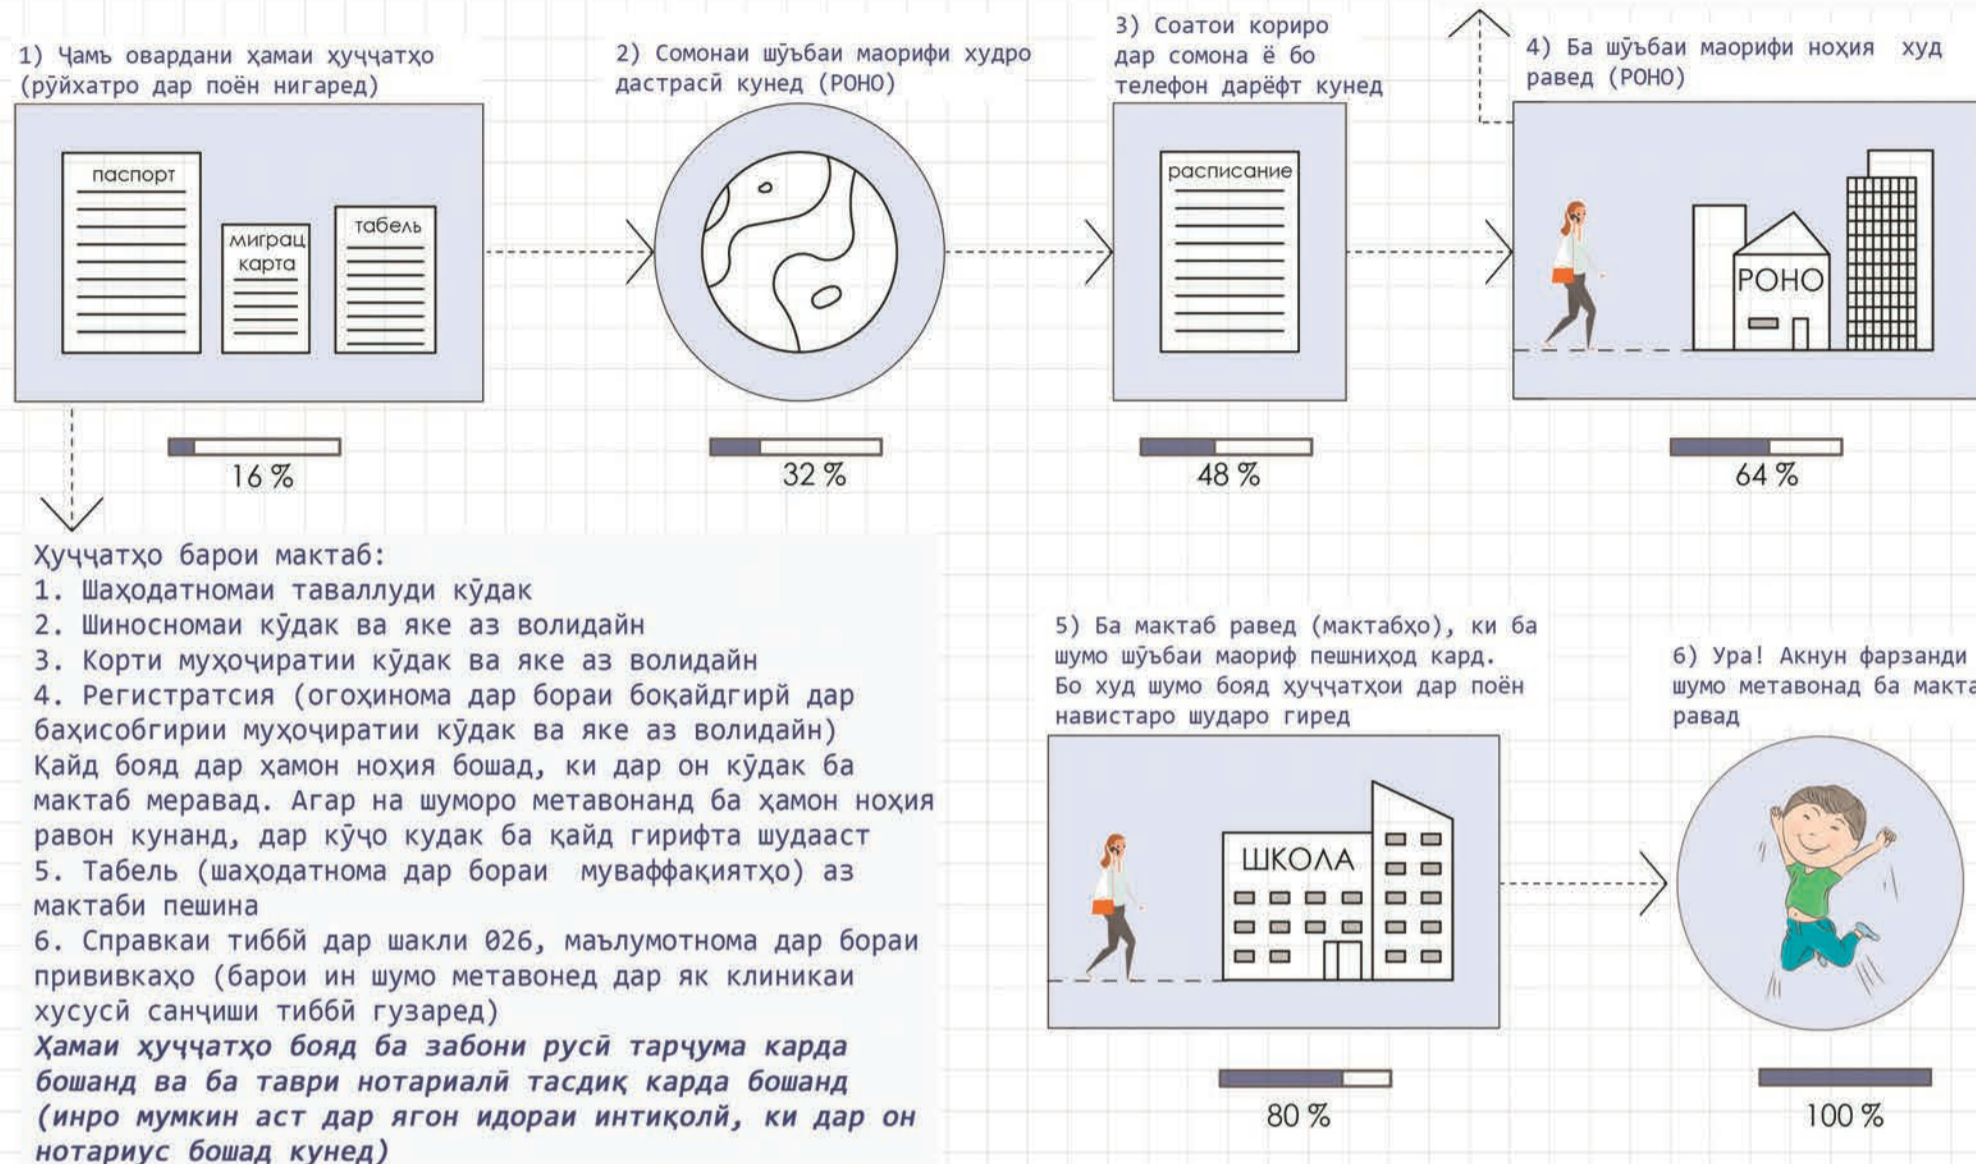 1) Ҷамъ овардани ҳамаи ҳуҷҷатҳо
(рӯйхатро дар поён нигаред)
паспорт
миграц
карта
табель
16 %
2) Сомонаи шӯъбаи маорифи худро
дастрасӣ кунед (РОНО)
32 %
3) Соатои кориро
дар сомона ё бо
телефон дарёфт кунед
расписание
48 %
4) Ба шӯъбаи маорифи ноҳия худ
равед (РОНО)
РОНО
64 %
Ҳуҷҷатҳо барои мактаб:
1. Шаҳодатномаи таваллуди кӯдак
2. Шиносномаи кӯдак ва яке аз волидайн
3. Корти муҳоҷиратии кӯдак ва яке аз волидайн
4. Регистратсия (огоҳинома дар бораи боқайдгирӣ дар
баҳисобгирии муҳоҷиратии кӯдак ва яке аз волидайн)
Қайд бояд дар ҳамон ноҳия бошад, ки дар он кӯдак ба
мактаб меравад. Агар на шуморо метавонанд ба ҳамон ноҳия
равон кунанд, дар кӯҷо кудак ба қайд гирифта шудааст
5. Табель (шаҳодатнома дар бораи муваффақиятҳо) аз
мактаби пешина
6. Справкаи тиббӣ дар шакли 026, маълумотнома дар бораи
прививкаҳо (барои ин шумо метавонед дар як клиникаи
хусусӣ санҷиши тиббӣ гузаред)
Ҳамаи ҳуҷҷатҳо бояд ба забони русӣ тарҷума карда
бошанд ва ба таври нотариалӣ тасдиқ карда бошанд
(инро мумкин аст дар ягон идораи интиқолӣ, ки дар он
нотариус бошад кунед)
5) Ба мактаб равед (мактабҳо), ки ба
шумо шӯъбаи маориф пешниҳод кард.
Бо худ шумо бояд ҳуҷҷатҳои дар поён
навистаро шударо гиред
ШКОЛА
80 %
6) Ура! Акнун фарзанди
шумо метавонад ба макта
равад
100 %